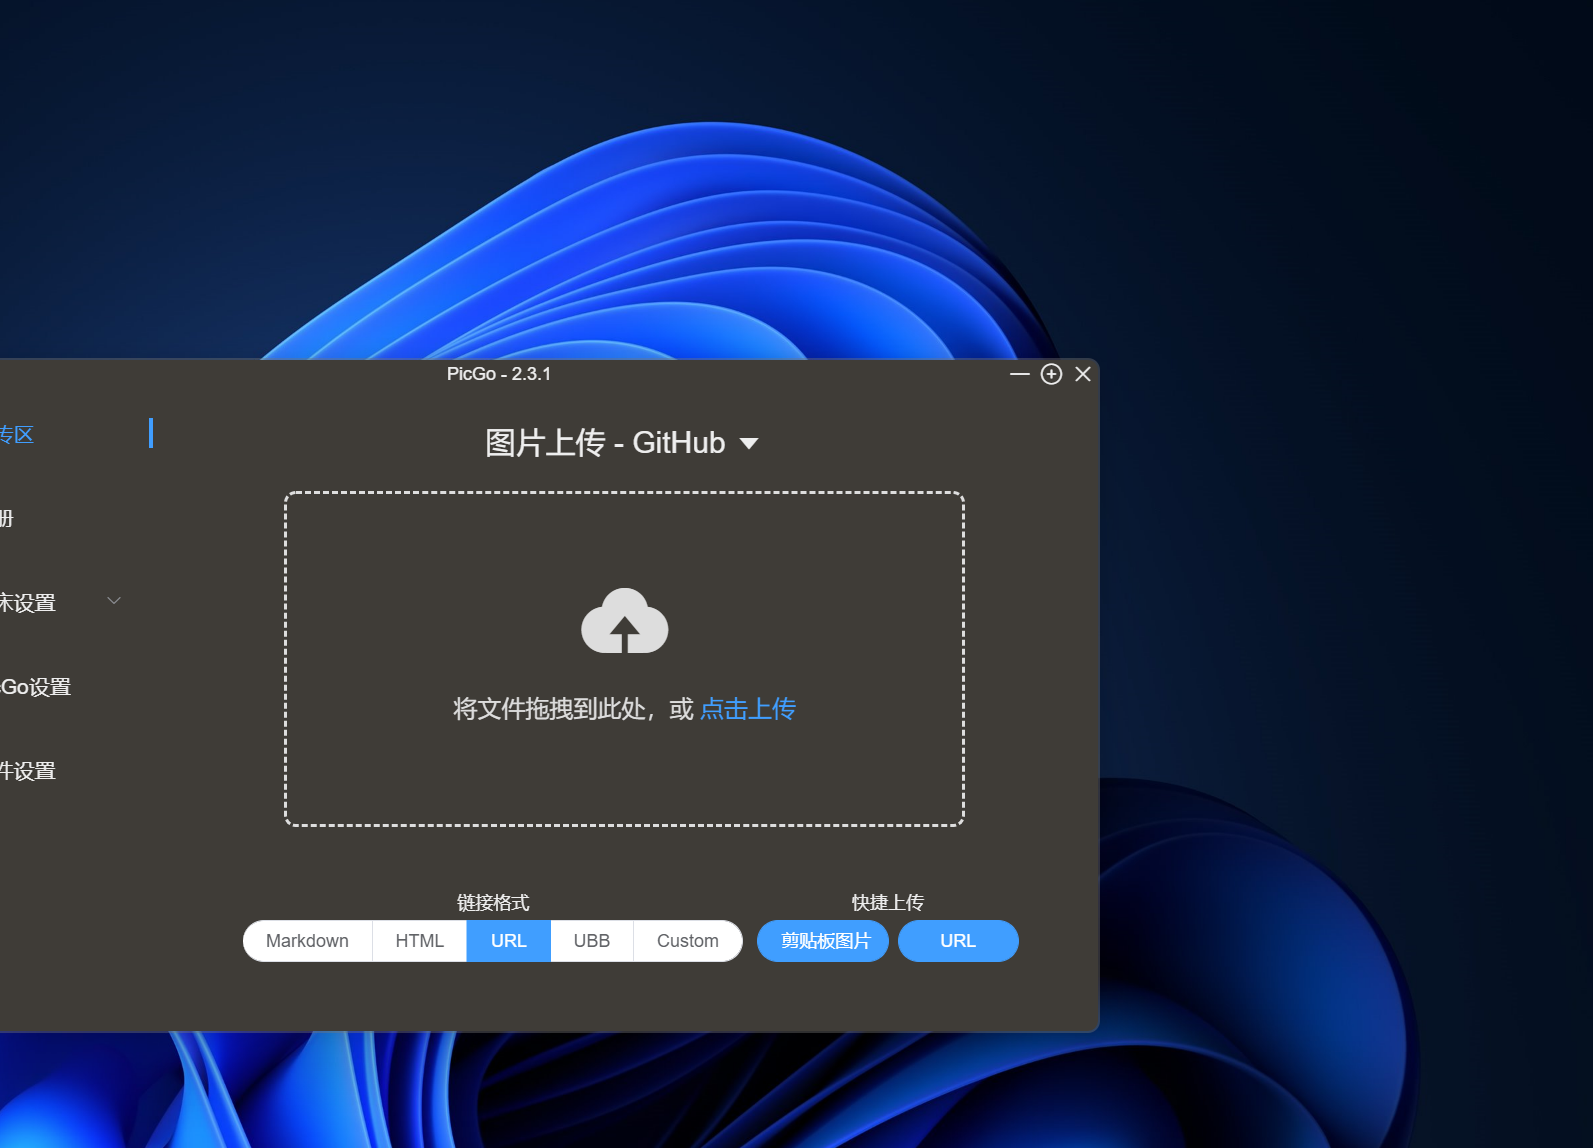 PicGo - 2.3.1
传区
册
床设置
Go设置
件设置
图片上传 - GitHub
将文件拖拽到此处，或 点击上传
链接格式
Markdown HTML URL UBB Custom
快捷上传
剪贴板图片 URL